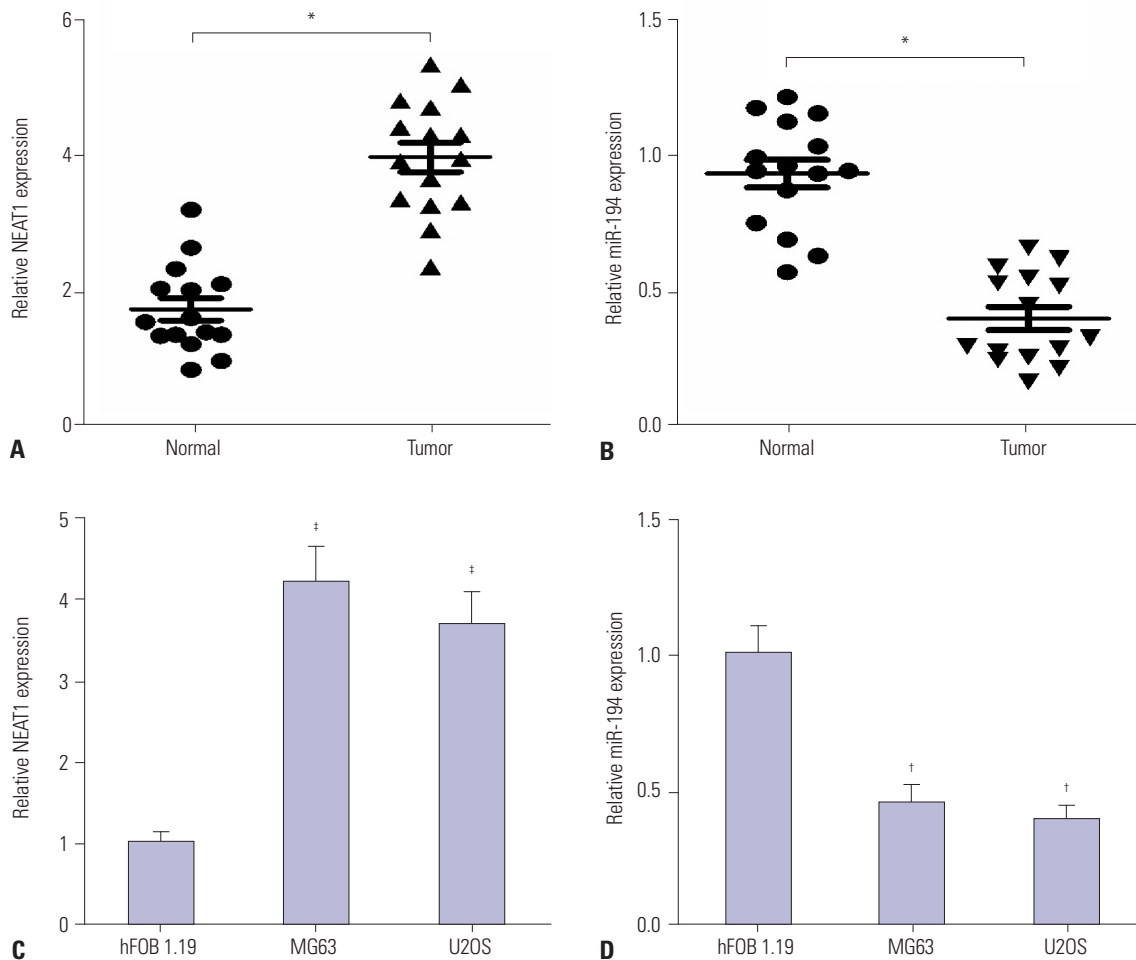 6
4
2
0
Relative NEAT1 expression
*
Normal
Tumor
A
1.5
1.0
0.5
0.0
Relative miR-194 expression
*
Normal
Tumor
B
5
4
3
2
1
0
Relative NEAT1 expression
‡
‡
hFOB 1.19
MG63
U2OS
C
1.5
1.0
0.5
0.0
Relative miR-194 expression
†
†
hFOB 1.19
MG63
U2OS
D